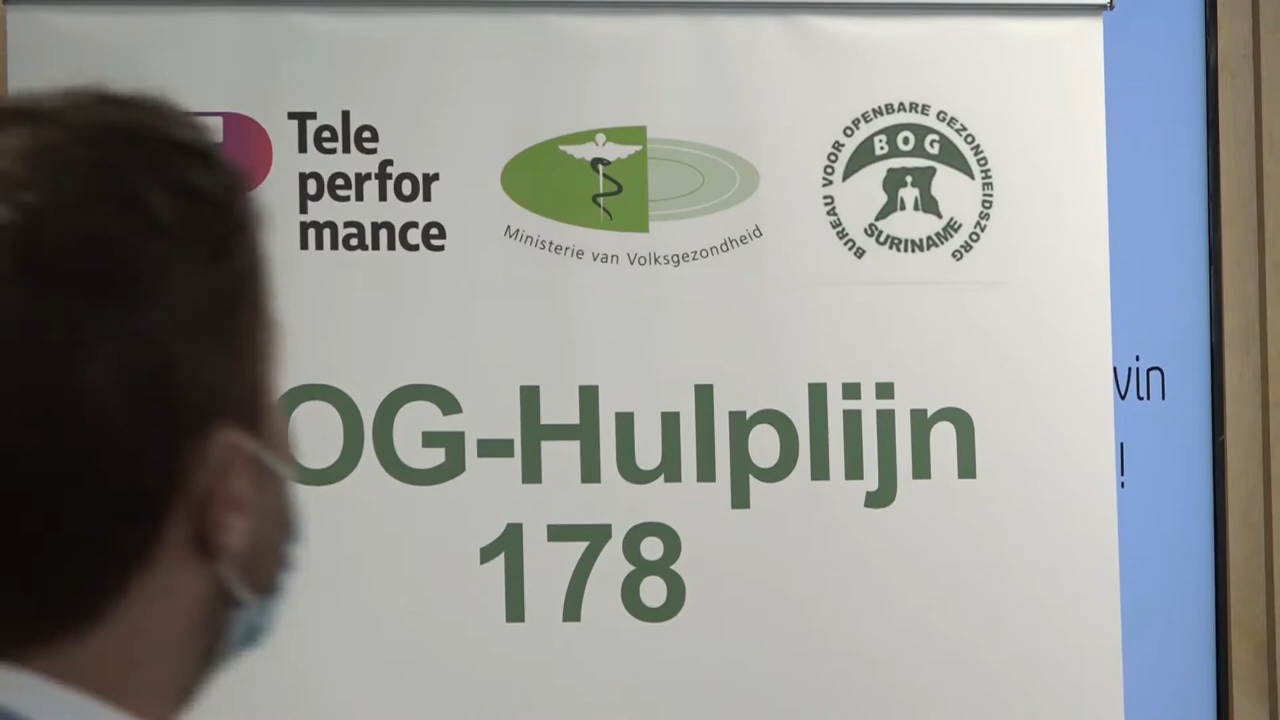 Tele
perfor
mance
Ministerie van Volksgezondheid
BUREAU VOOR OPENBARE GEZONDHEIDSZORG
BOG
SURINAME
OG-Hulplijn
178
vin
!